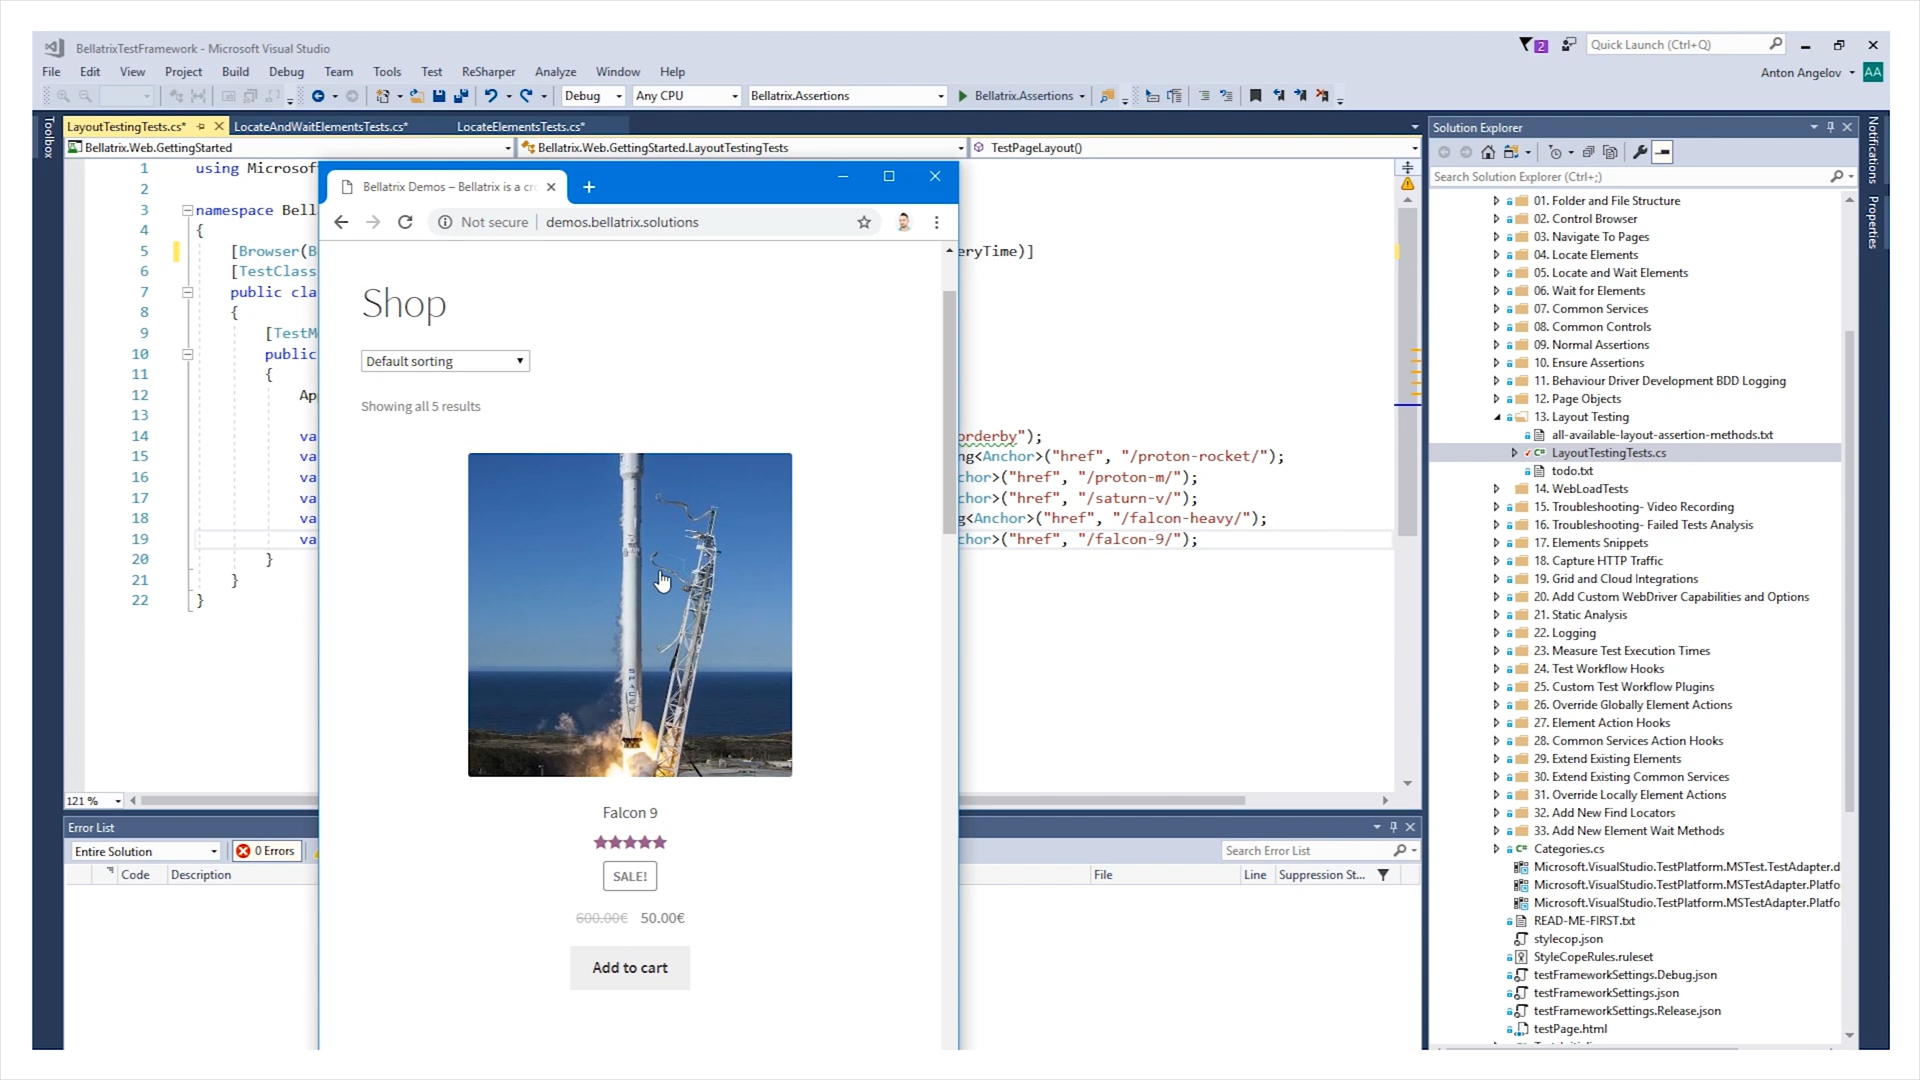 BellatrixTestFramework - Microsoft Visual Studio
2
Quick Launch (Ctrl+Q)
File Edit View Project Build Debug Team Tools Test ReSharper Analyze Window Help
Anton Angelov AA
Debug Any CPU Bellatrix.Assertions Bellatrix.Assertions
Toolbox
LayoutTestingTests.cs* LocateAndWaitElementsTests.cs* LocateElementsTests.cs*
Bellatrix.Web.GettingStarted Bellatrix.Web.GettingStarted.LayoutTestingTests TestPageLayout()
1 using Microsof
2
3 namespace Bell
4 {
5 [Browser(B eryTime)]
6 [TestClass
7 public cla
8 {
9 [TestM
10 public
11 {
12 Ap
13
14 va orderby");
15 va ng<Anchor>("href", "/proton-rocket/");
16 va chor>("href", "/proton-m/");
17 va chor>("href", "/saturn-v/");
18 va g<Anchor>("href", "/falcon-heavy/");
19 va chor>("href", "/falcon-9/");
20 }
21 }
22 }
121 %
Bellatrix Demos – Bellatrix is a cr
Not secure demos.bellatrix.solutions
Shop
Default sorting
Showing all 5 results
Falcon 9
SALE!
600.00€ 50.00€
Add to cart
Error List
Entire Solution 0 Errors
Search Error List
Code Description File Line Suppression St...
Solution Explorer
Search Solution Explorer (Ctrl+;)
01. Folder and File Structure
02. Control Browser
03. Navigate To Pages
04. Locate Elements
05. Locate and Wait Elements
06. Wait for Elements
07. Common Services
08. Common Controls
09. Normal Assertions
10. Ensure Assertions
11. Behaviour Driver Development BDD Logging
12. Page Objects
13. Layout Testing
all-available-layout-assertion-methods.txt
C# LayoutTestingTests.cs
todo.txt
14. WebLoadTests
15. Troubleshooting- Video Recording
16. Troubleshooting- Failed Tests Analysis
17. Elements Snippets
18. Capture HTTP Traffic
19. Grid and Cloud Integrations
20. Add Custom WebDriver Capabilities and Options
21. Static Analysis
22. Logging
23. Measure Test Execution Times
24. Test Workflow Hooks
25. Custom Test Workflow Plugins
26. Override Globally Element Actions
27. Element Action Hooks
28. Common Services Action Hooks
29. Extend Existing Elements
30. Extend Existing Common Services
31. Override Locally Element Actions
32. Add New Find Locators
33. Add New Element Wait Methods
C# Categories.cs
Microsoft.VisualStudio.TestPlatform.MSTest.TestAdapter.d
Microsoft.VisualStudio.TestPlatform.MSTestAdapter.Platfo
Microsoft.VisualStudio.TestPlatform.MSTestAdapter.Platfo
READ-ME-FIRST.txt
stylecop.json
StyleCopeRules.ruleset
testFrameworkSettings.Debug.json
testFrameworkSettings.json
testFrameworkSettings.Release.json
testPage.html
Notifications
Properties